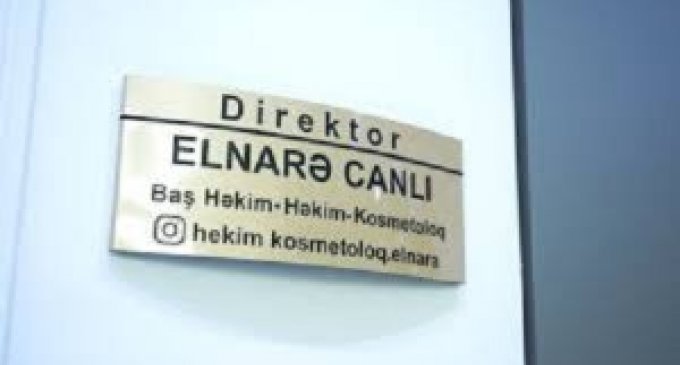 Direktor
ELNARƏ CANLI
Baş Həkim-Həkim-Kosmetoloq
hekim kosmetoloq.elnara